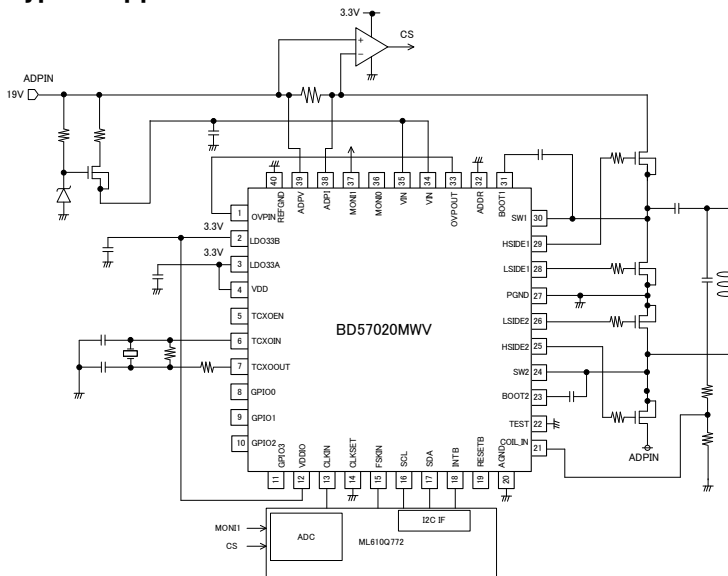 3.3V
CS
ADPIN
19V
40 39 38 37 36 35 34 33 32 31
REFGND ADPV ADPI MONI1 MONI0 VIN VIN OVPOUT ADDR BOOT1
1 OVPIN
3.3V
2 LDO33B
3.3V
3 LDO33A
4 VDD
5 TCXOEN
6 TCXOIN
7 TCXOOUT
8 GPIO0
9 GPIO1
10 GPIO2
BD57020MWV
SW1 30
HSIDE1 29
LSIDE1 28
PGND 27
LSIDE2 26
HSIDE2 25
SW2 24
BOOT2 23
TEST 22
COIL_IN 21
ADPIN
GPIO3 VDDIO CLKIN CLKSET FSKIN SCL SDA INTB RESETB AGND
11 12 13 14 15 16 17 18 19 20
I2C IF
MONI1
ADC
ML610Q772
CS